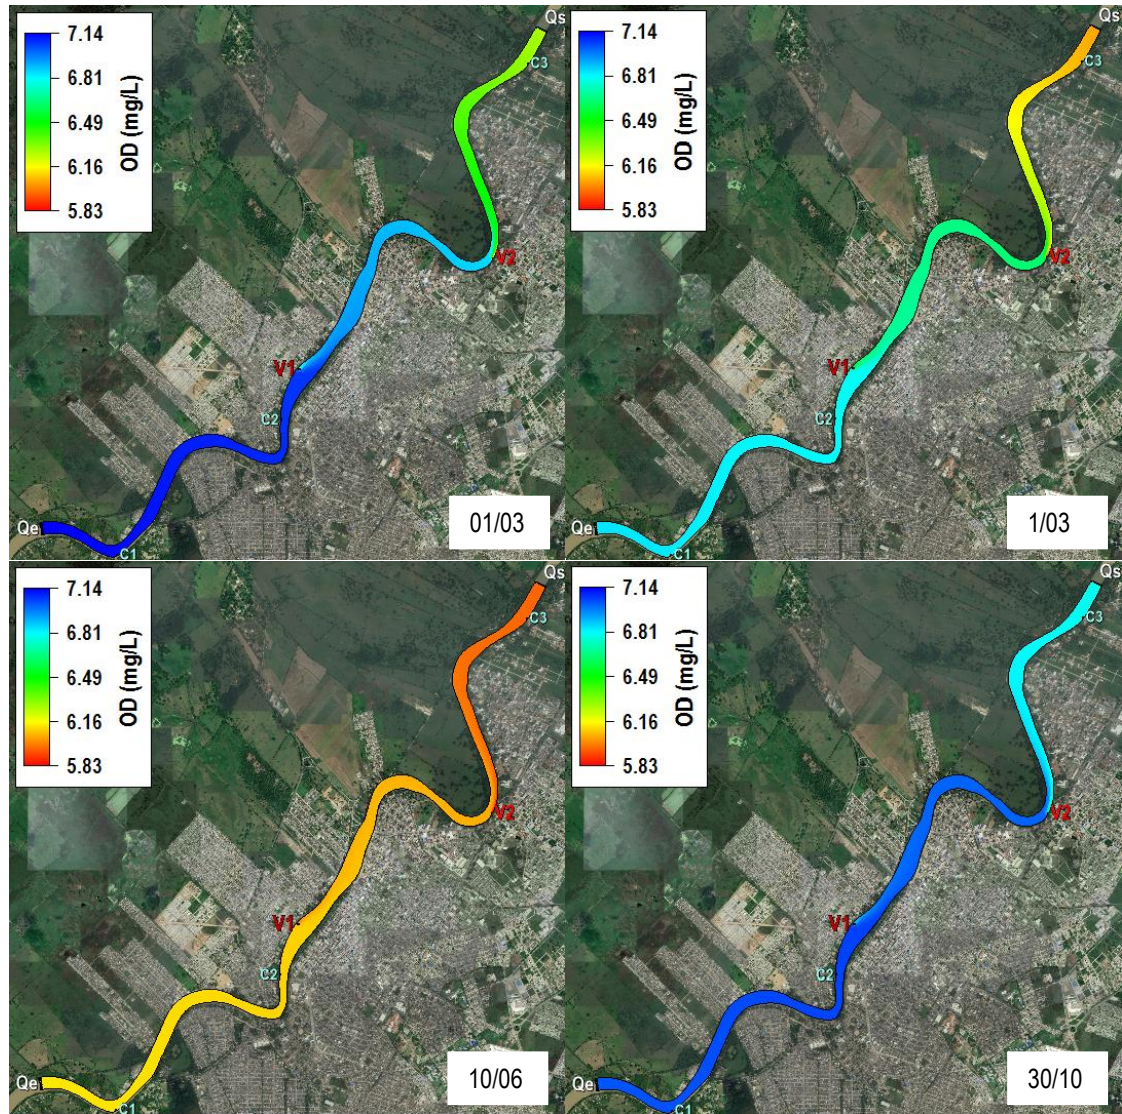 Qs
7.14
6.81
6.49
6.16
5.83
OD (mg/L)
C3
V2
V1
C2
Qe
C1
01/03
Qs
7.14
6.81
6.49
6.16
5.83
OD (mg/L)
C3
V2
V1
C2
Qe
C1
1/03
Qs
7.14
6.81
6.49
6.16
5.83
OD (mg/L)
C3
V2
V1
C2
Qe
C1
10/06
Qs
7.14
6.81
6.49
6.16
5.83
OD (mg/L)
C3
V2
V1
C2
Qe
C1
30/10